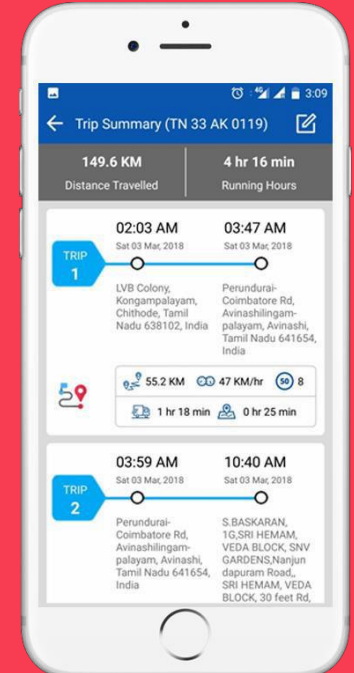 4G 3:09
Trip Summary (TN 33 AK 0119)
149.6 KM
Distance Travelled
4 hr 16 min
Running Hours
TRIP
1
02:03 AM
Sat 03 Mar, 2018
LVB Colony,
Kongampalayam,
Chithode, Tamil
Nadu 638102, India
03:47 AM
Sat 03 Mar, 2018
Perundurai-
Coimbatore Rd,
Avinashilingam-
palayam, Avinashi,
Tamil Nadu 641654,
India
55.2 KM 47 KM/hr 50 8
1 hr 18 min 0 hr 25 min
TRIP
2
03:59 AM
Sat 03 Mar, 2018
Perundurai-
Coimbatore Rd,
Avinashilingam-
palayam, Avinashi,
Tamil Nadu 641654,
India
10:40 AM
Sat 03 Mar, 2018
S.BASKARAN,
1G,SRI HEMAM,
VEDA BLOCK, SNV
GARDENS,Nanjun
dapuram Road,,
SRI HEMAM, VEDA
BLOCK, 30 feet Rd,